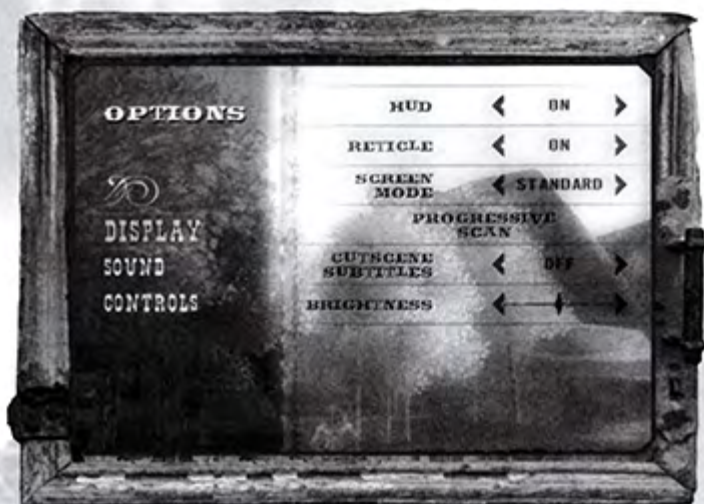 OPTIONS
DISPLAY
SOUND
CONTROLS
HUD ON
RETICLE ON
SCREEN
MODE STANDARD
PROGRESSIVE
SCAN
CUTSCENE
SUBTITLES OFF
BRIGHTNESS